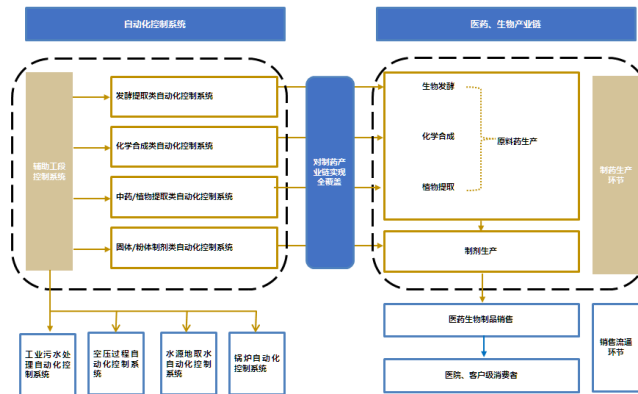 自动化控制系统
医药、生物产业链
辅助工段
控制系统
发酵提取类自动化控制系统
化学合成类自动化控制系统
中药/植物提取类自动化控制系统
固体/粉体制剂类自动化控制系统
对制药产
业链实现
全覆盖
生物发酵
化学合成
植物提取
原料药生产
制剂生产
制药生产
环节
工业污水处
理自动化控
制系统
空压过程自
动化控制系
统
水源地取水
自动化控制
系统
锅炉自动化
控制系统
医药生物制品销售
医院、客户级消费者
销售流通
环节